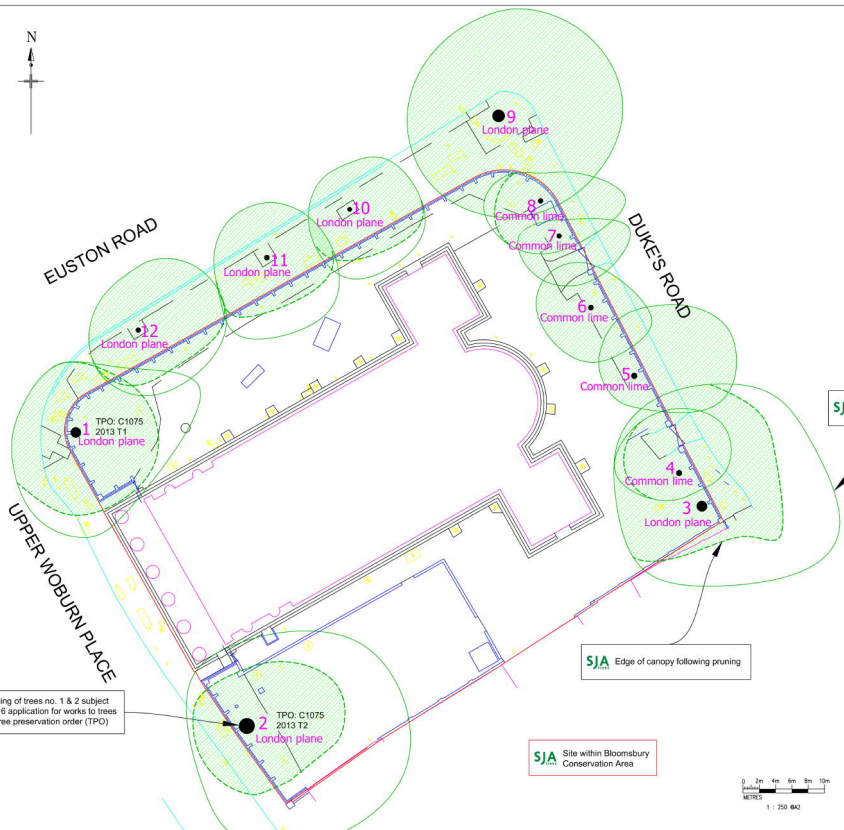 N
9
London plane
10
London plane
8
Common lime
7
Common lime
DUKE'S ROAD
EUSTON ROAD
11
London plane
6
Common lime
12
London plane
5
Common lime
SJ
1
TPO: C1075
2013 T1
London plane
4
Common lime
3
London plane
UPPER WOBURN PLACE
SJA
trees
Edge of canopy following pruning
ing of trees no. 1 & 2 subject
6 application for works to trees
ree preservation order (TPO)
2
TPO: C1075
2013 T2
London plane
SJA
trees
Site within Bloomsbury
Conservation Area
0 2m 4m 6m 8m 10m
METRES
1 : 250 @A2